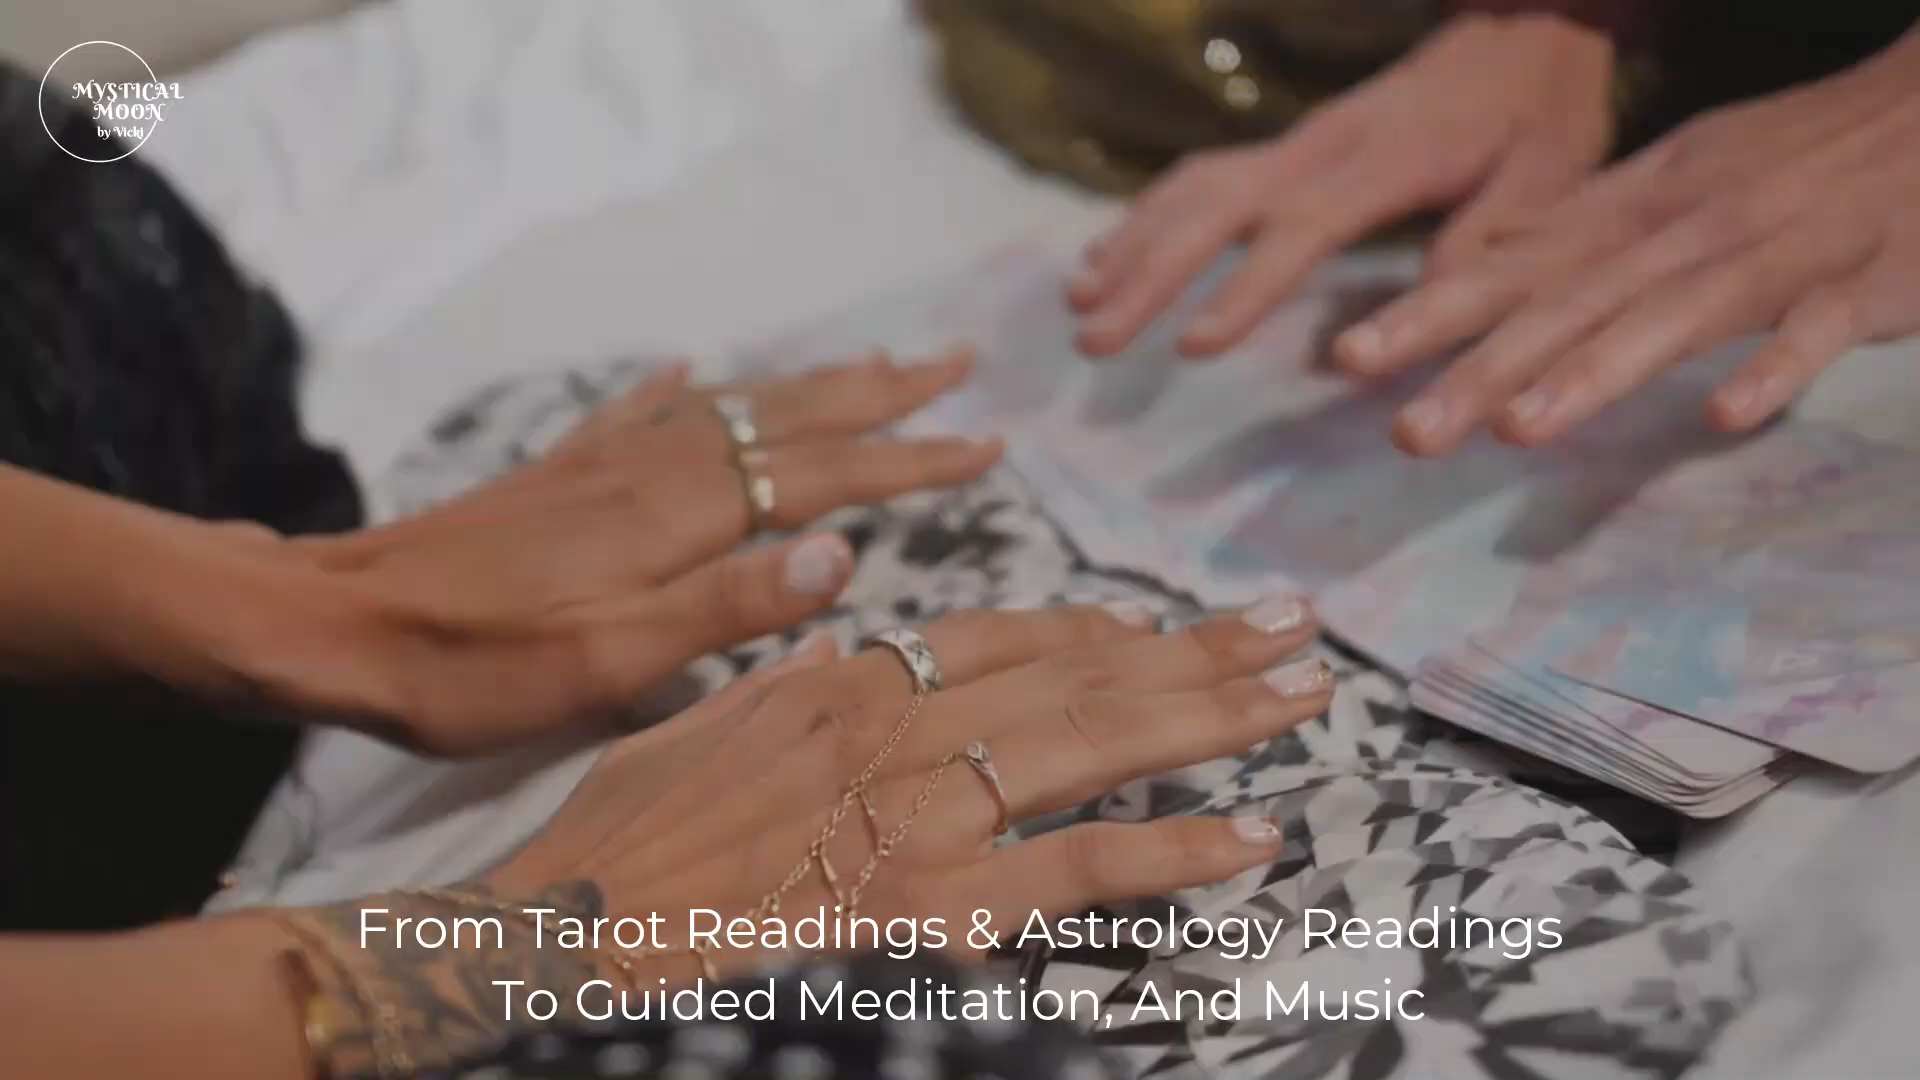 MYSTICAL
MOON
by Vicki
From Tarot Readings & Astrology Readings
To Guided Meditation, And Music